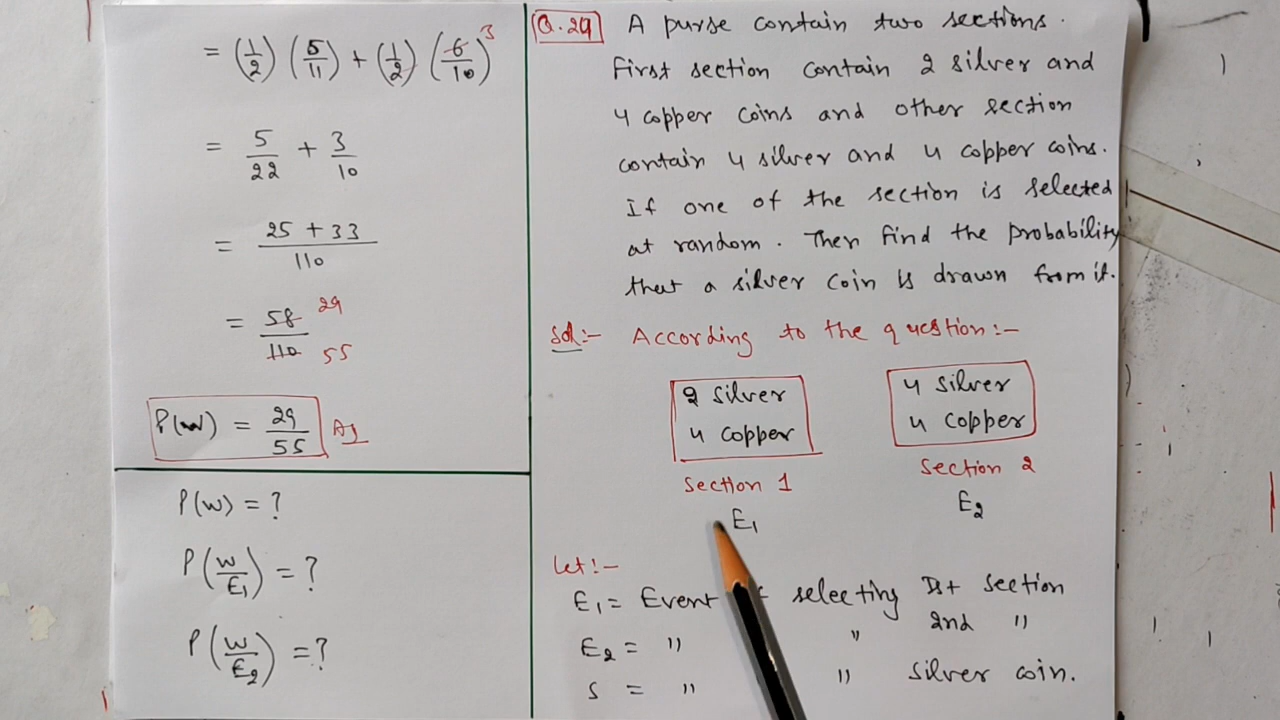 = (1/2) (5/11) + (1/2) (6/10) 3
= 5/22 + 3/10
= 25 + 33 / 110
= 58/110 29 55
P(W) = 29/55 Ag
P(W) = ?
P(W/E₁) = ?
P(W/E₂) = ?
Q.29 A purse contain two sections.
First section contain 2 silver and
4 copper coins and other section
contain 4 silver and 4 copper coins.
If one of the section is selected
at random. Then find the probability
that a silver coin is drawn from it.
Sol:- According to the question:-
2 silver
4 copper
Section 1
E₁
4 silver
4 copper
Section 2
E₂
Let:-
E₁ = Event selecting Ist section
E₂ = " " 2nd "
S = " " silver coin.